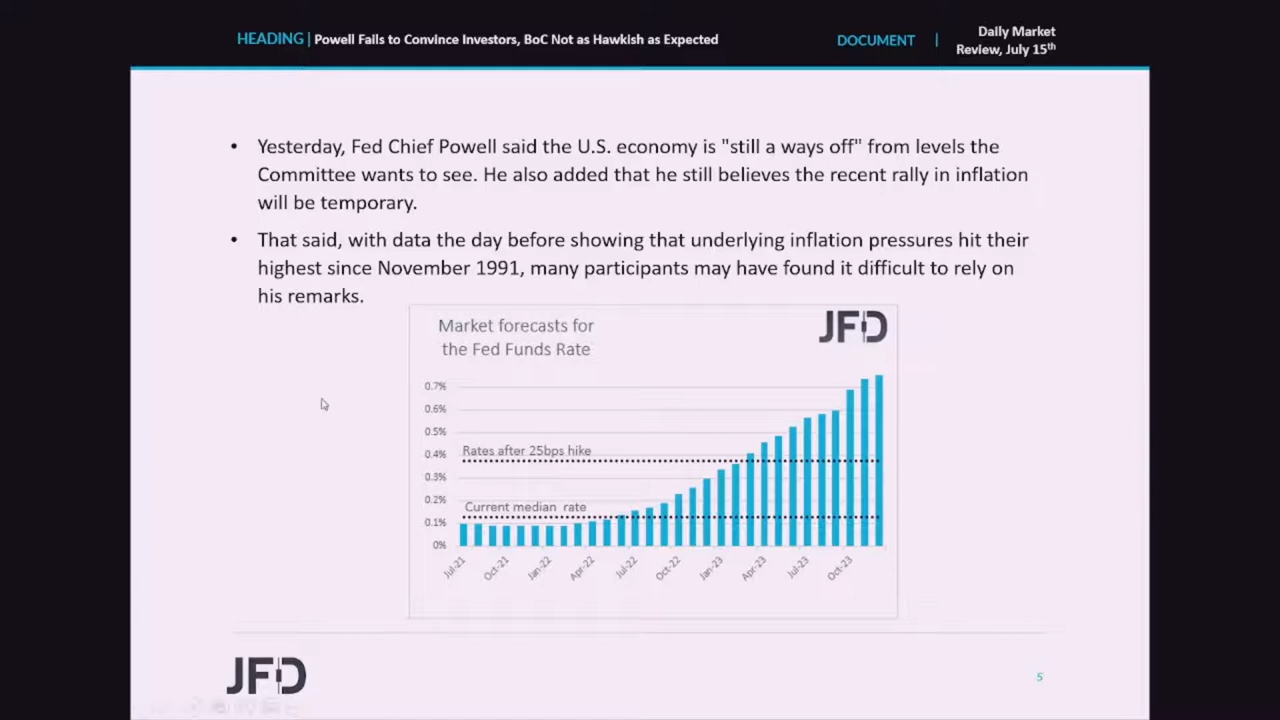 HEADING | Powell Fails to Convince Investors, BoC Not as Hawkish as Expected
DOCUMENT | Daily Market
Review, July 15th
• Yesterday, Fed Chief Powell said the U.S. economy is "still a ways off" from levels the
Committee wants to see. He also added that he still believes the recent rally in inflation
will be temporary.
• That said, with data the day before showing that underlying inflation pressures hit their
highest since November 1991, many participants may have found it difficult to rely on
his remarks.
Market forecasts for
the Fed Funds Rate
JFD
0.7%
0.6%
0.5%
0.4%
Rates after 25bps hike
0.3%
0.2%
Current median rate
0.1%
0%
Jul-21 Oct-21 Jan-22 Apr-22 Jul-22 Oct-22 Jan-23 Apr-23 Jul-23 Oct-23
JFD
5